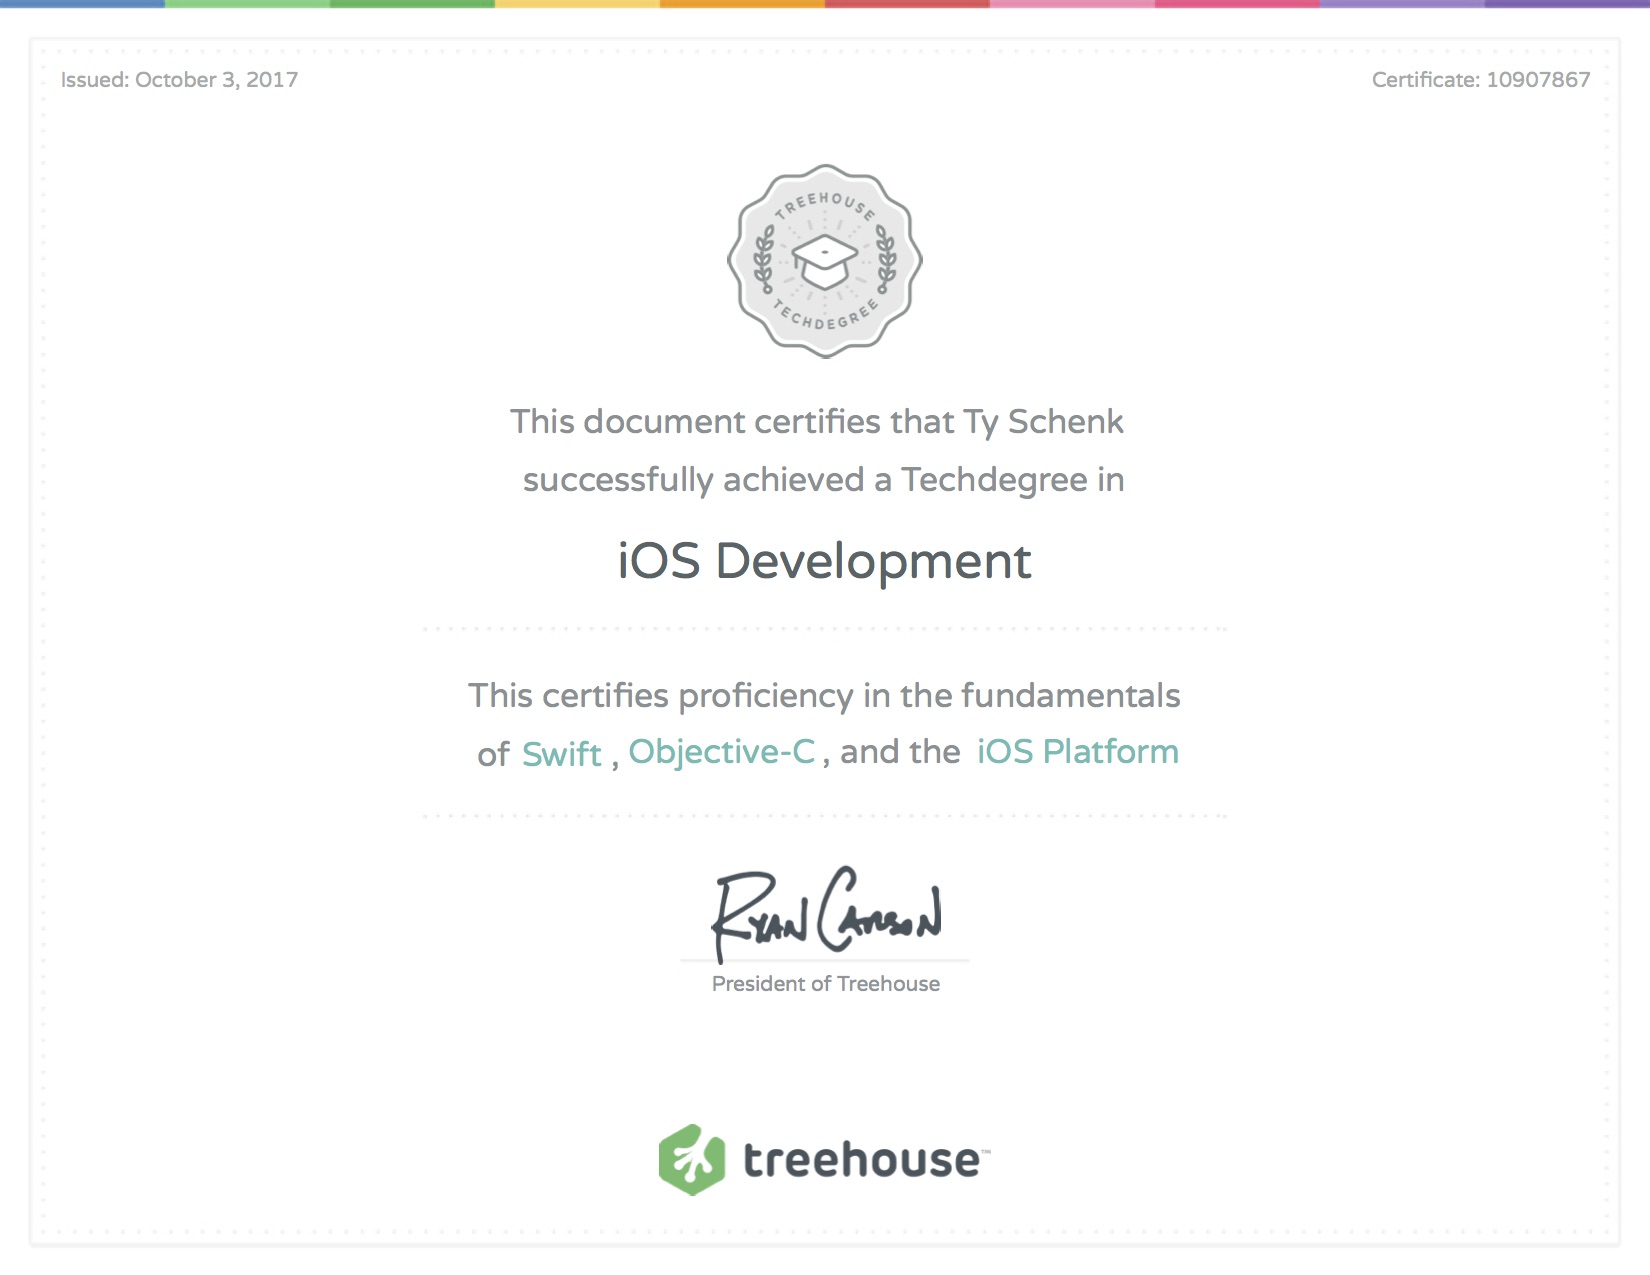 Issued: October 3, 2017
Certificate: 10907867
TREEHOUSE
TECHDEGREE
This document certifies that Ty Schenk
successfully achieved a Techdegree in
iOS Development
This certifies proficiency in the fundamentals
of Swift , Objective-C , and the iOS Platform
Ryan Carson
President of Treehouse
treehouse™